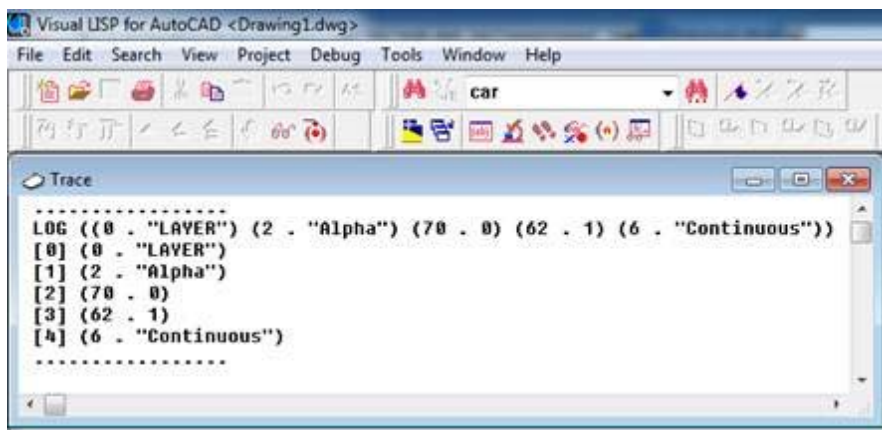 Visual LISP for AutoCAD <Drawing1.dwg>
File Edit Search View Project Debug Tools Window Help
car
Trace
.................
LOG ((0 . "LAYER") (2 . "Alpha") (70 . 0) (62 . 1) (6 . "Continuous"))
[0] (0 . "LAYER")
[1] (2 . "Alpha")
[2] (70 . 0)
[3] (62 . 1)
[4] (6 . "Continuous")
.................